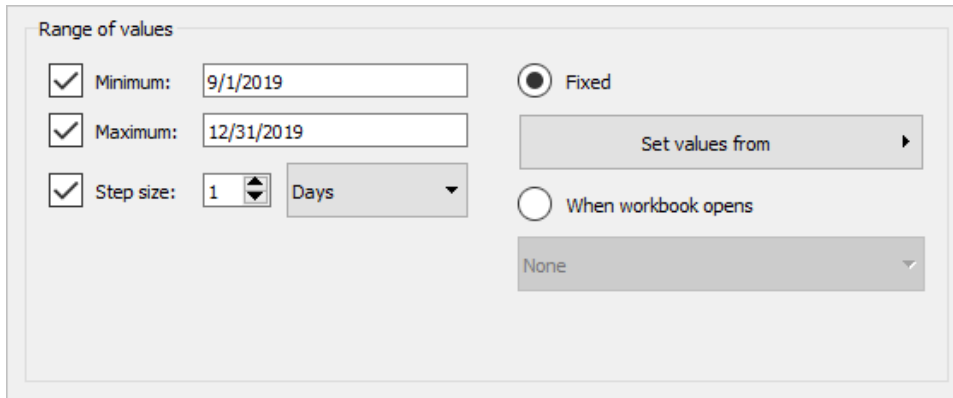 Range of values
Minimum: 9/1/2019
Maximum: 12/31/2019
Step size: 1 Days
Fixed
Set values from
When workbook opens
None